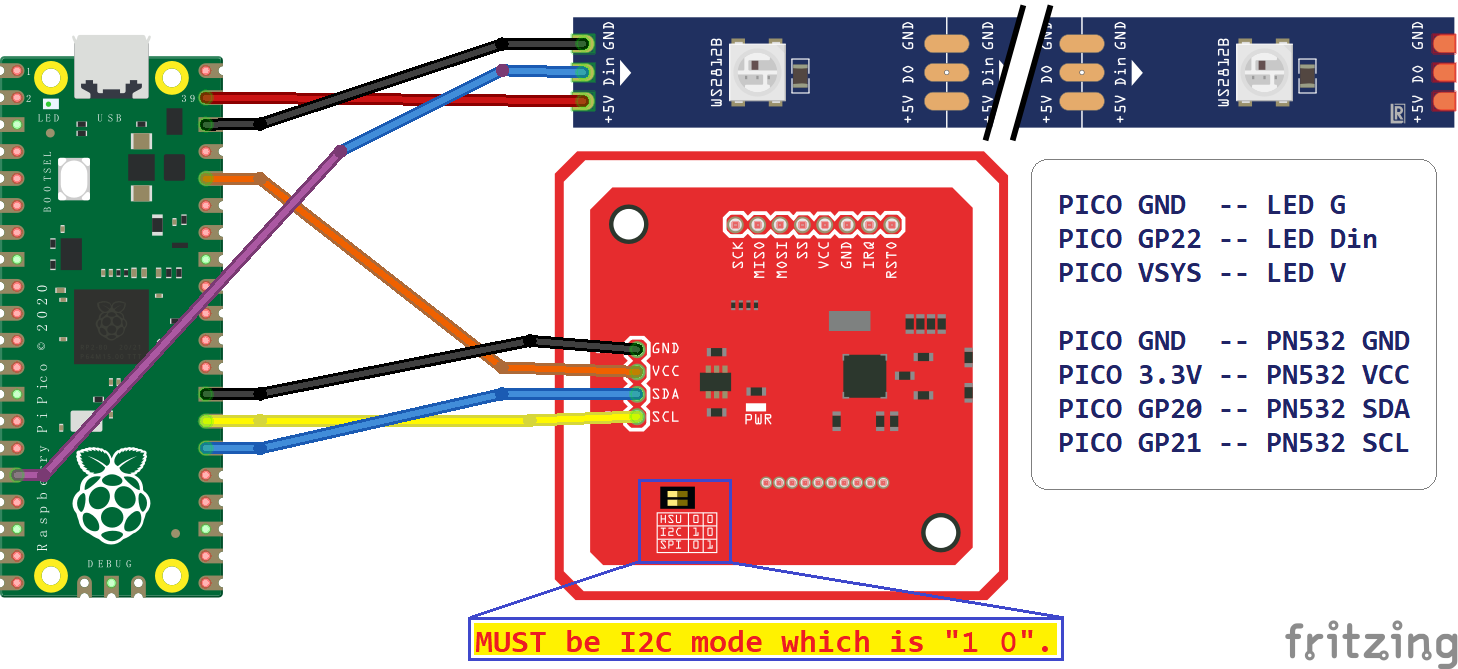 1
2
39
LED
USB
BOOTSEL
Raspberry Pi Pico © 2020
DEBUG
GND
Din
+5V
WS2812B
GND
DO
+5V
GND
Din
+5V
GND
DO
+5V
GND
Din
+5V
WS2812B
GND
DO
+5V
SCK
MISO
MOSI
SS
VCC
GND
IRQ
RSTO
GND
VCC
SDA
SCL
PWR
HSU 0 0
I2C 1 0
SPI 0 1
MUST be I2C mode which is "1 0".
PICO GND -- LED G
PICO GP22 -- LED Din
PICO VSYS -- LED V
PICO GND -- PN532 GND
PICO 3.3V -- PN532 VCC
PICO GP20 -- PN532 SDA
PICO GP21 -- PN532 SCL
fritzing